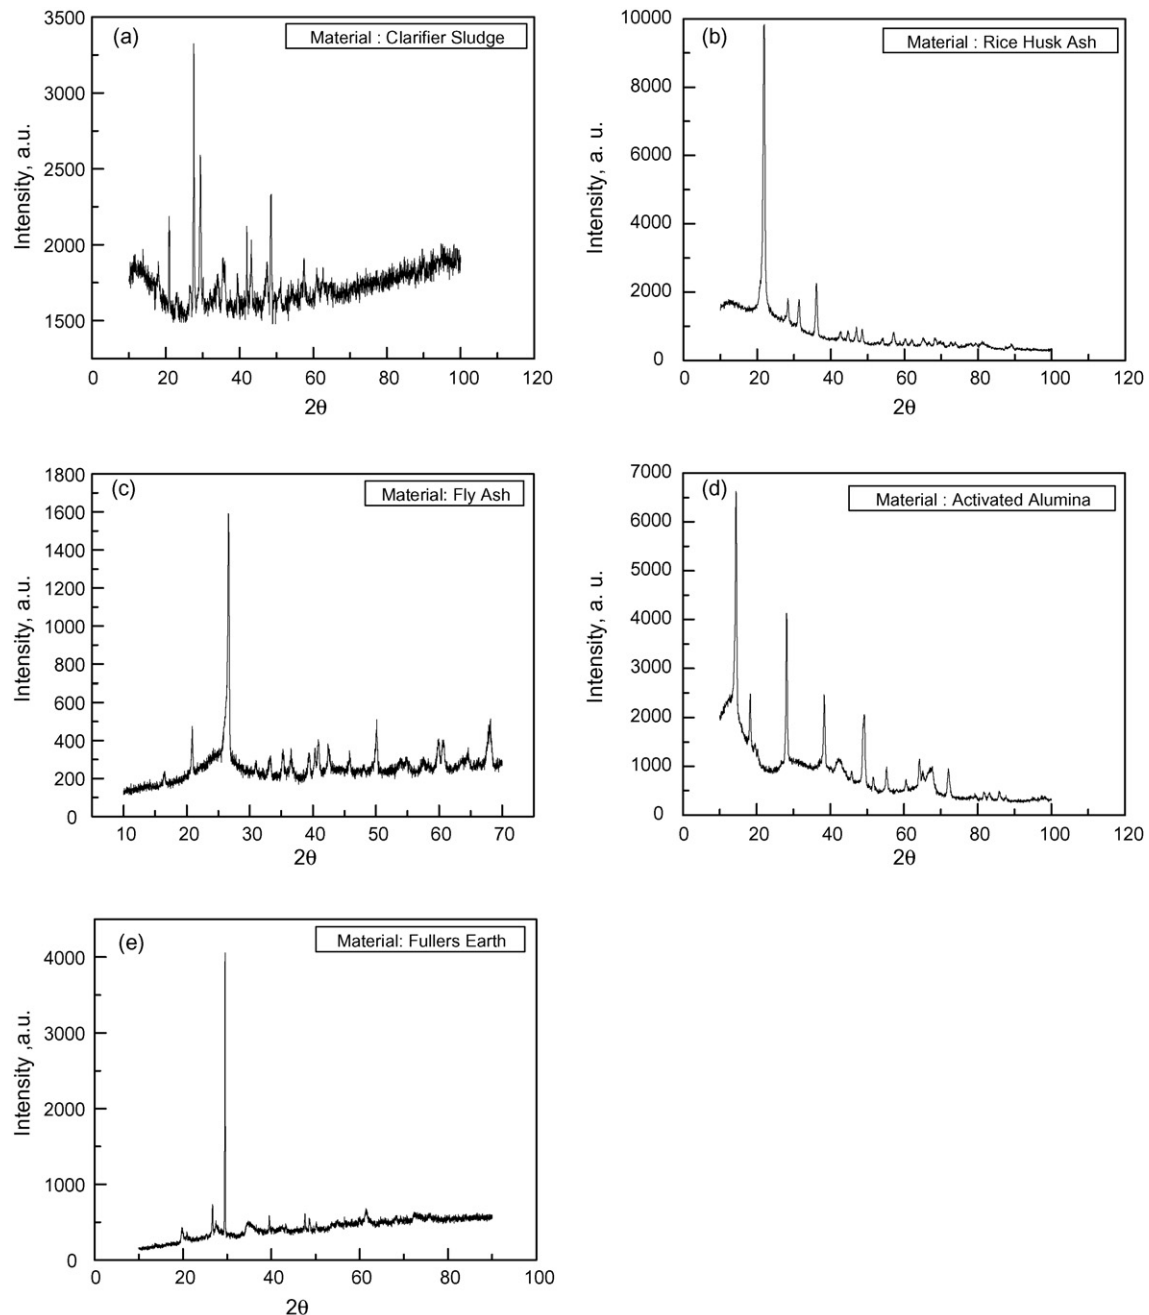 (a)
Material : Clarifier Sludge
3500
3000
2500
2000
1500
Intensity, a.u.
0 20 40 60 80 100 120
2θ
(b)
Material : Rice Husk Ash
10000
8000
6000
4000
2000
0
Intensity, a. u.
0 20 40 60 80 100 120
2θ
(c)
Material: Fly Ash
1800
1600
1400
1200
1000
800
600
400
200
0
Intensity, a.u.
10 20 30 40 50 60 70
2θ
(d)
Material : Activated Alumina
7000
6000
5000
4000
3000
2000
1000
0
Intensity, a. u.
0 20 40 60 80 100 120
2θ
(e)
Material: Fullers Earth
4000
3000
2000
1000
0
Intensity ,a.u.
0 20 40 60 80 100
2θ